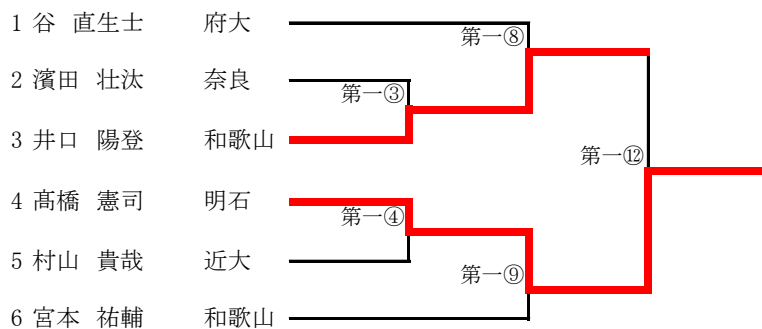 1 谷 直生士 府大
第一⑧
2 濱田 壮汰 奈良
第一③
3 井口 陽登 和歌山
第一⑫
4 髙橋 憲司 明石
第一④
5 村山 貴哉 近大
第一⑨
6 宮本 祐輔 和歌山